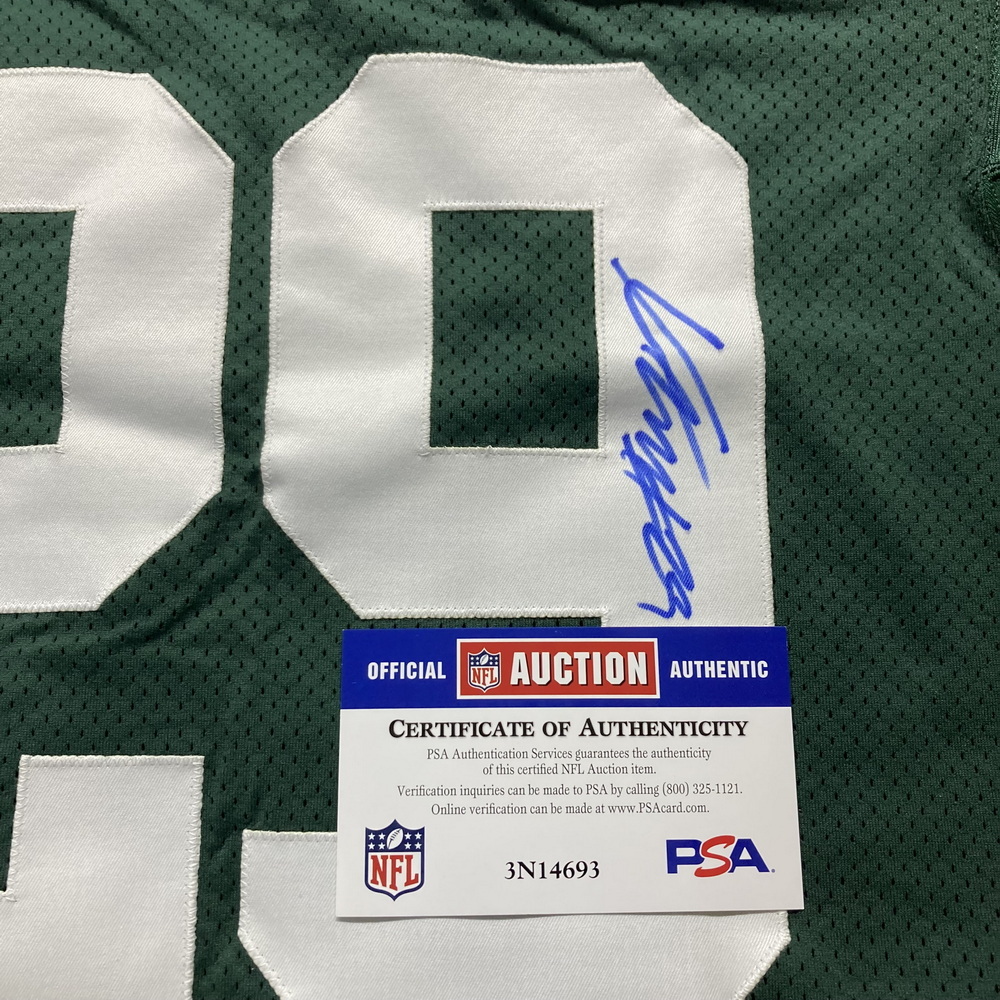 99
OFFICIAL NFL AUCTION AUTHENTIC
CERTIFICATE OF AUTHENTICITY
PSA Authentication Services guarantees the authenticity
of this certified NFL Auction item.
Verification inquiries can be made to PSA by calling (800) 325-1121.
Online verification can be made at www.PSAcard.com.
NFL
3N14693
PSA